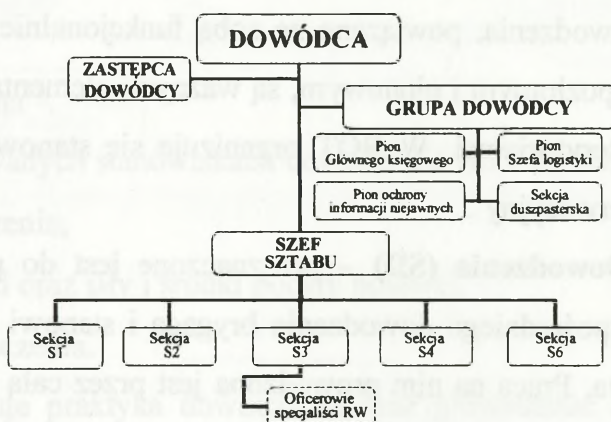 DOWÓDCA
ZASTĘPCA
DOWÓDCY
GRUPA DOWÓDCY
Pion
Głównego księgowego
Pion
Szefa logistyki
Pion ochrony
informacji niejawnych
Sekcja
duszpasterska
SZEF
SZTABU
Sekcja
S1
Sekcja
S2
Sekcja
S3
Sekcja
S4
Sekcja
S6
Oficerowie
specjaliści RW